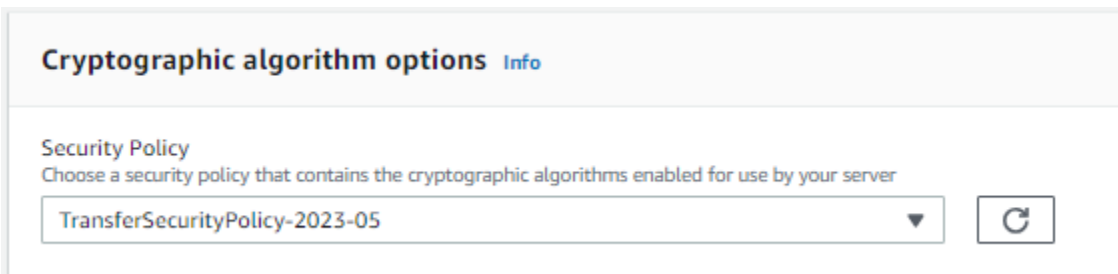 Cryptographic algorithm options Info
Security Policy
Choose a security policy that contains the cryptographic algorithms enabled for use by your server
TransferSecurityPolicy-2023-05